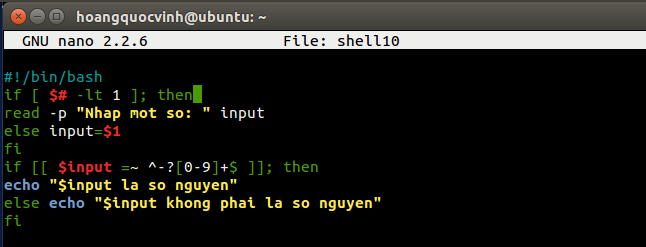 hoangquocvinh@ubuntu: ~
GNU nano 2.2.6 File: shell10
#!/bin/bash
if [ $# -lt 1 ]; then
read -p "Nhap mot so: " input
else input=$1
fi
if [[ $input =~ ^-?[0-9]+$ ]]; then
echo "$input la so nguyen"
else echo "$input khong phai la so nguyen"
fi